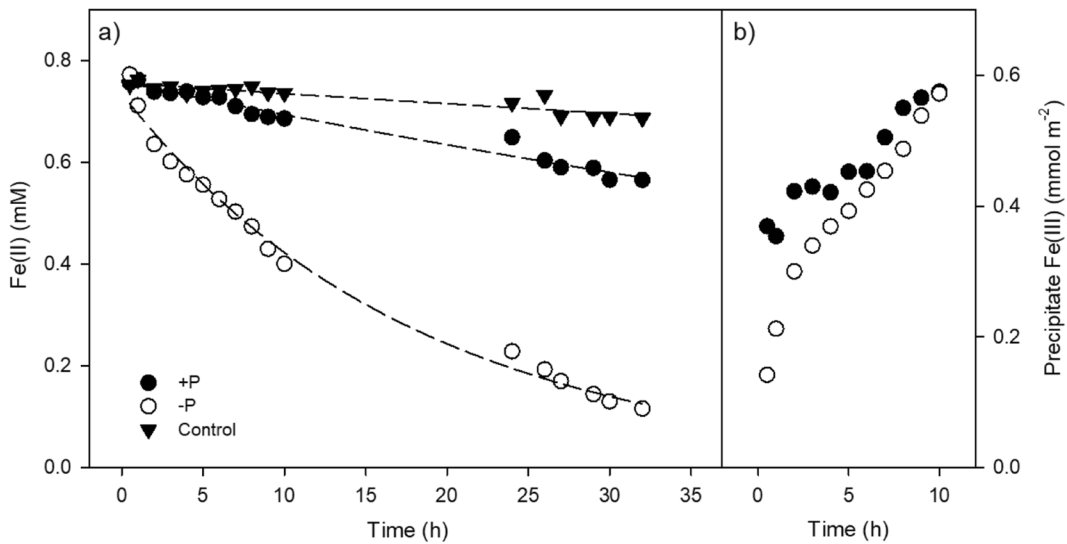 a)
b)
0.8
0.6
0.4
0.2
0.0
Fe(II) (mM)
+P
-P
Control
0 5 10 15 20 25 30 35
Time (h)
0.6
0.4
0.2
0.0
Precipitate Fe(III) (mmol m⁻²)
0 5 10
Time (h)